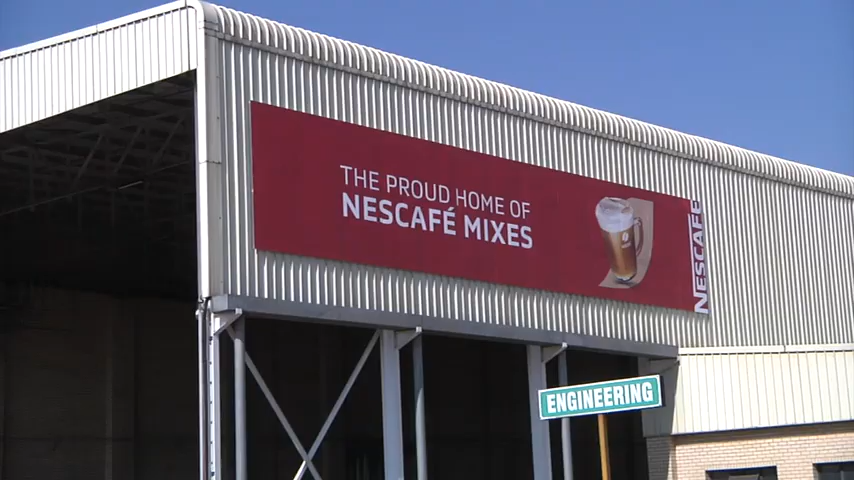 THE PROUD HOME OF
NESCAFÉ MIXES
NESCAFÉ
ENGINEERING